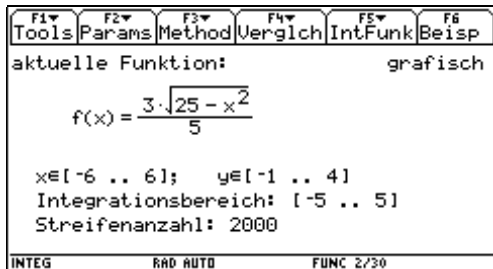 F1▼ F2▼ F3▼ F4▼ F5▼ F6
Tools Params Method Verglch IntFunk Beisp
aktuelle Funktion: grafisch
f(x) = 3·√(25 - x²) / 5
x∈[-6 .. 6]; y∈[-1 .. 4]
Integrationsbereich: [-5 .. 5]
Streifenanzahl: 2000
INTEG RAD AUTO FUNC 2/30